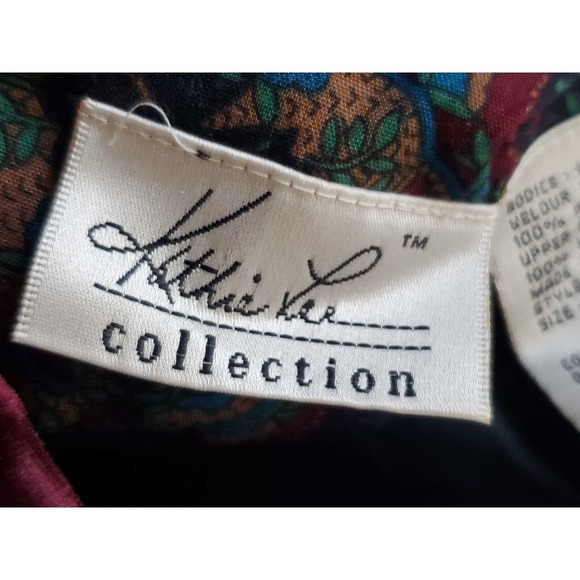 Kathie Lee ™
collection
BODICE:
VELOUR
100%
UPPER
100%
MADE
STYLE
SIZE